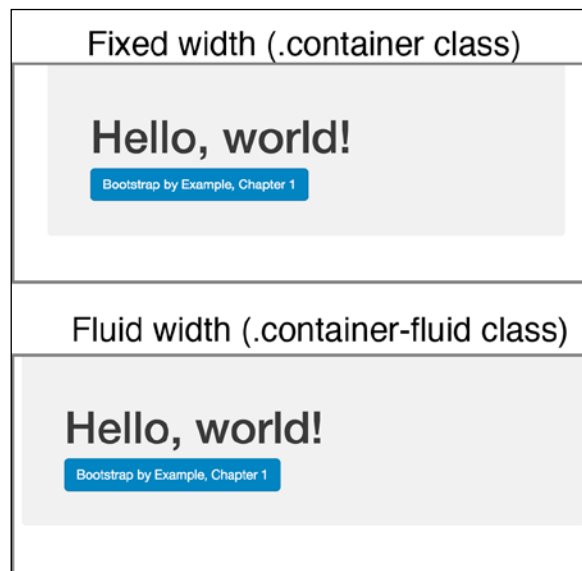 Fixed width (.container class)
Hello, world!
Bootstrap by Example, Chapter 1
Fluid width (.container-fluid class)
Hello, world!
Bootstrap by Example, Chapter 1